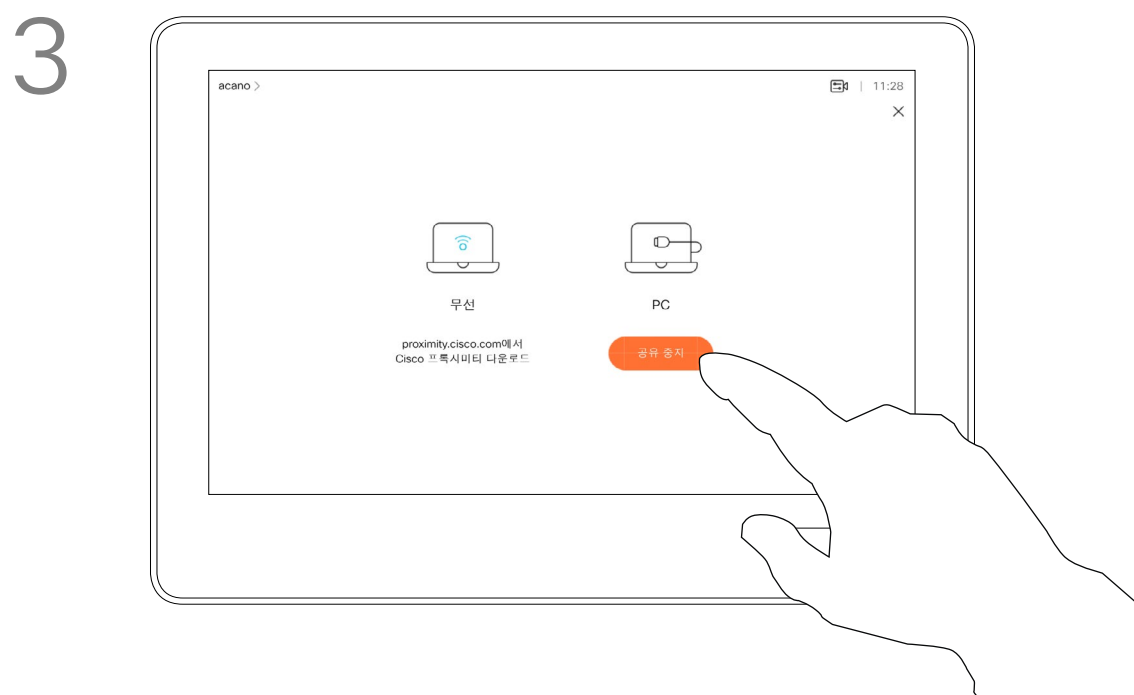 3
acano >
| 11:28
무선
PC
proximity.cisco.com에서
Cisco 프록시미티 다운로드
공유 중지